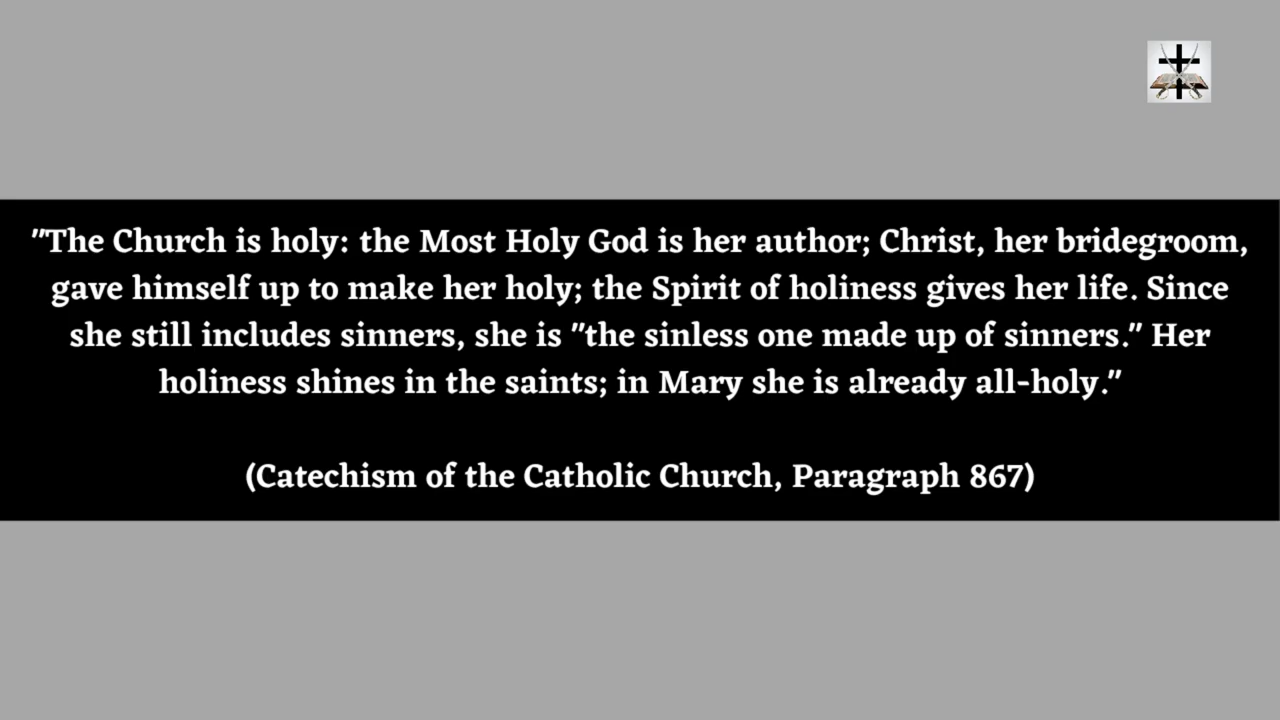 "The Church is holy: the Most Holy God is her author; Christ, her bridegroom,
gave himself up to make her holy; the Spirit of holiness gives her life. Since
she still includes sinners, she is "the sinless one made up of sinners." Her
holiness shines in the saints; in Mary she is already all-holy."
(Catechism of the Catholic Church, Paragraph 867)